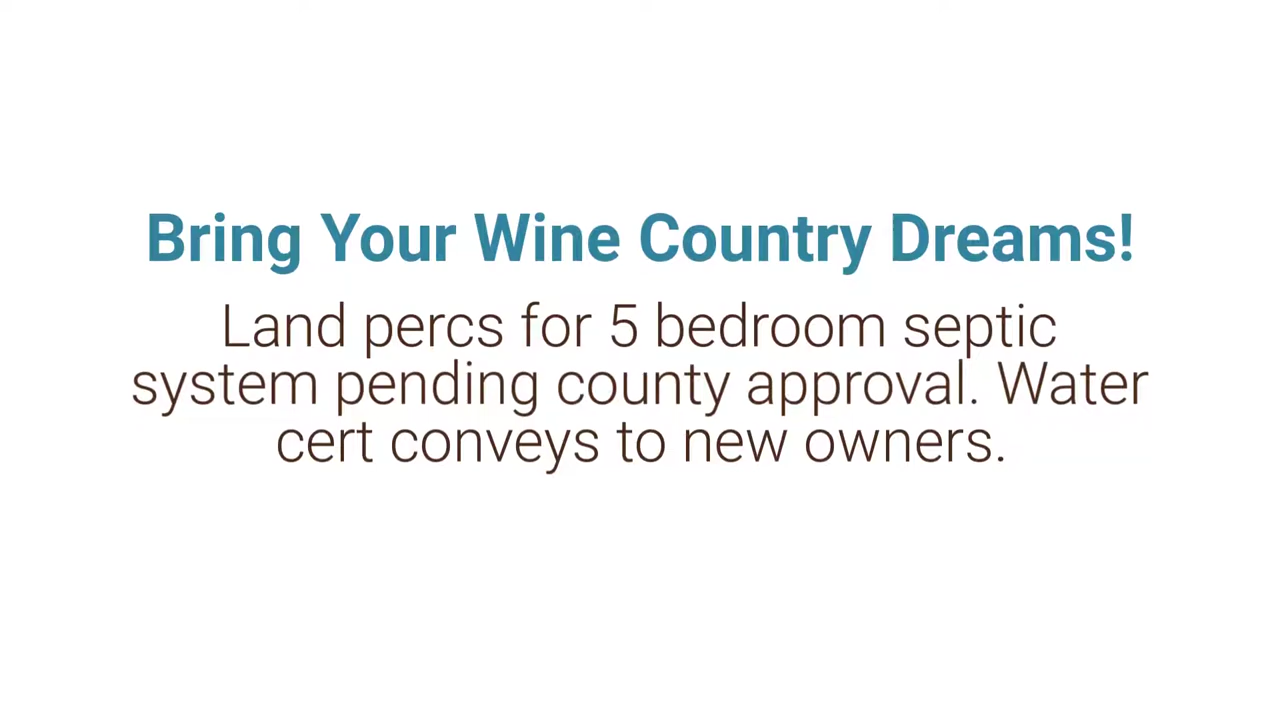 Bring Your Wine Country Dreams!
Land percs for 5 bedroom septic
system pending county approval. Water
cert conveys to new owners.